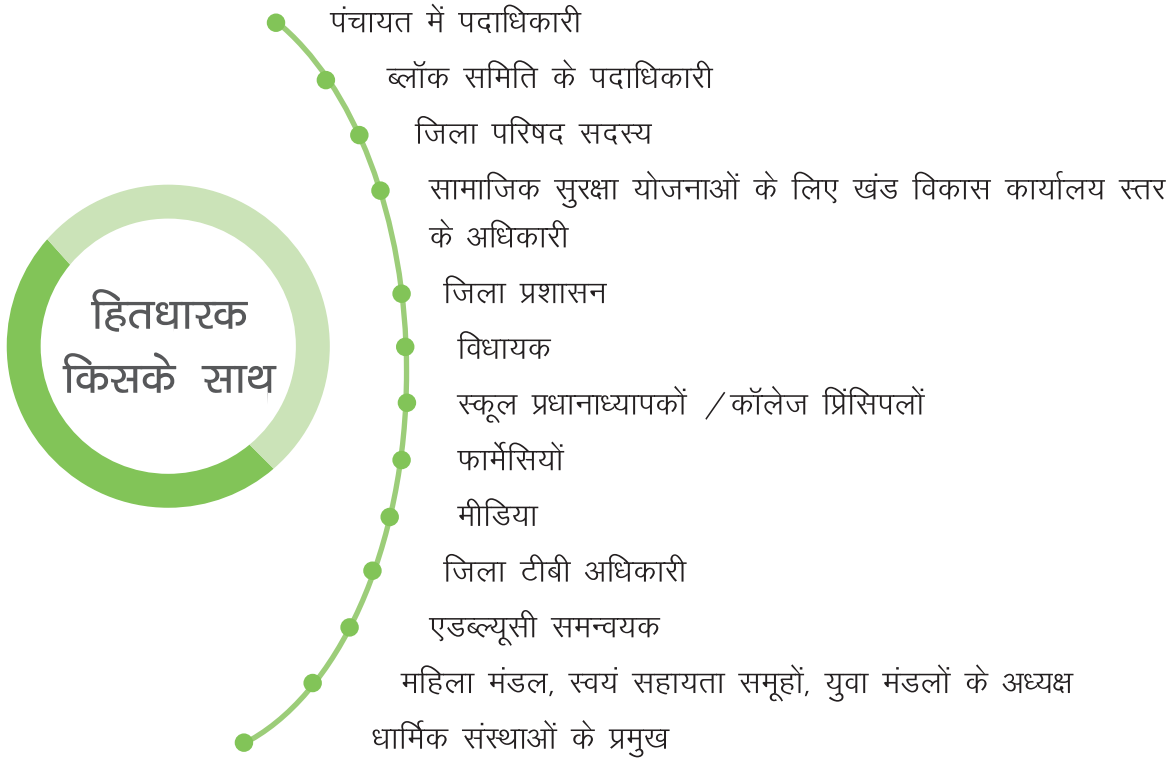 हितधारक
किसके साथ
पंचायत में पदाधिकारी
ब्लॉक समिति के पदाधिकारी
जिला परिषद सदस्य
सामाजिक सुरक्षा योजनाओं के लिए खंड विकास कार्यालय स्तर
के अधिकारी
जिला प्रशासन
विधायक
स्कूल प्रधानाध्यापकों /कॉलेज प्रिंसिपलों
फार्मेसियों
मीडिया
जिला टीबी अधिकारी
एडब्ल्यूसी समन्वयक
महिला मंडल, स्वयं सहायता समूहों, युवा मंडलों के अध्यक्ष
धार्मिक संस्थाओं के प्रमुख